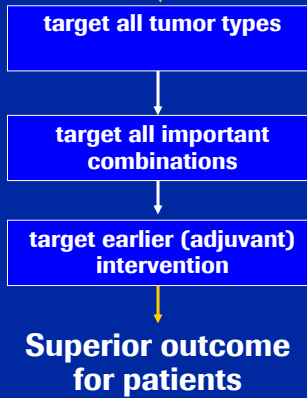 target all tumor types
target all important
combinations
target earlier (adjuvant)
intervention
Superior outcome
for patients